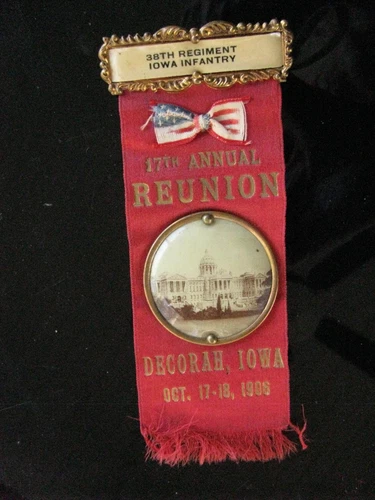 38TH REGIMENT
IOWA INFANTRY
17TH ANNUAL
REUNION
DECORAH, IOWA
OCT. 17-18, 1906